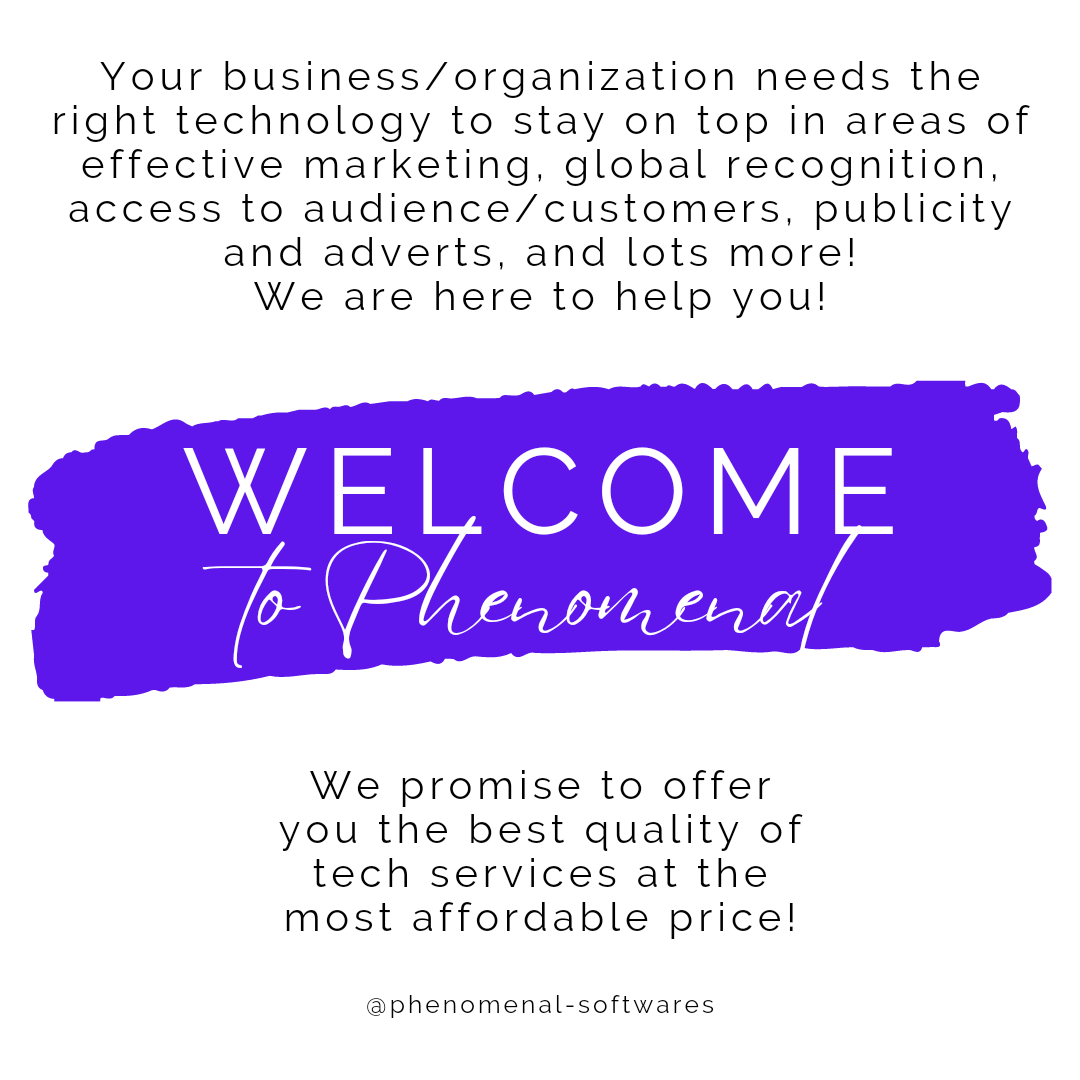 Your business/organization needs the
right technology to stay on top in areas of
effective marketing, global recognition,
access to audience/customers, publicity
and adverts, and lots more!
We are here to help you!
WELCOME
to Phenomenal
We promise to offer
you the best quality of
tech services at the
most affordable price!
@phenomenal-softwares